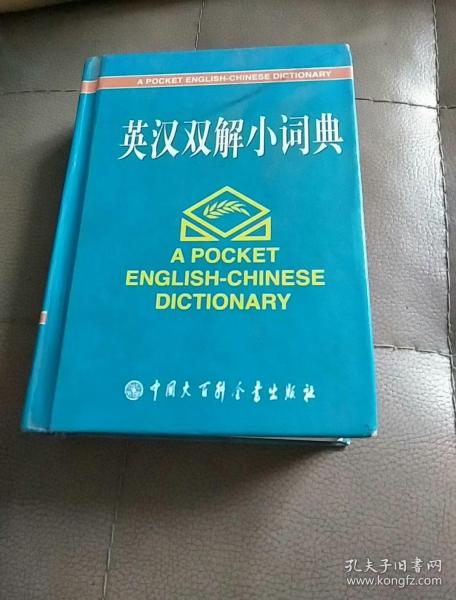 A POCKET ENGLISH-CHINESE DICTIONARY
英汉双解小词典
A POCKET
ENGLISH-CHINESE
DICTIONARY
中国大百科全书出版社
孔夫子旧书网
www.kongfz.com